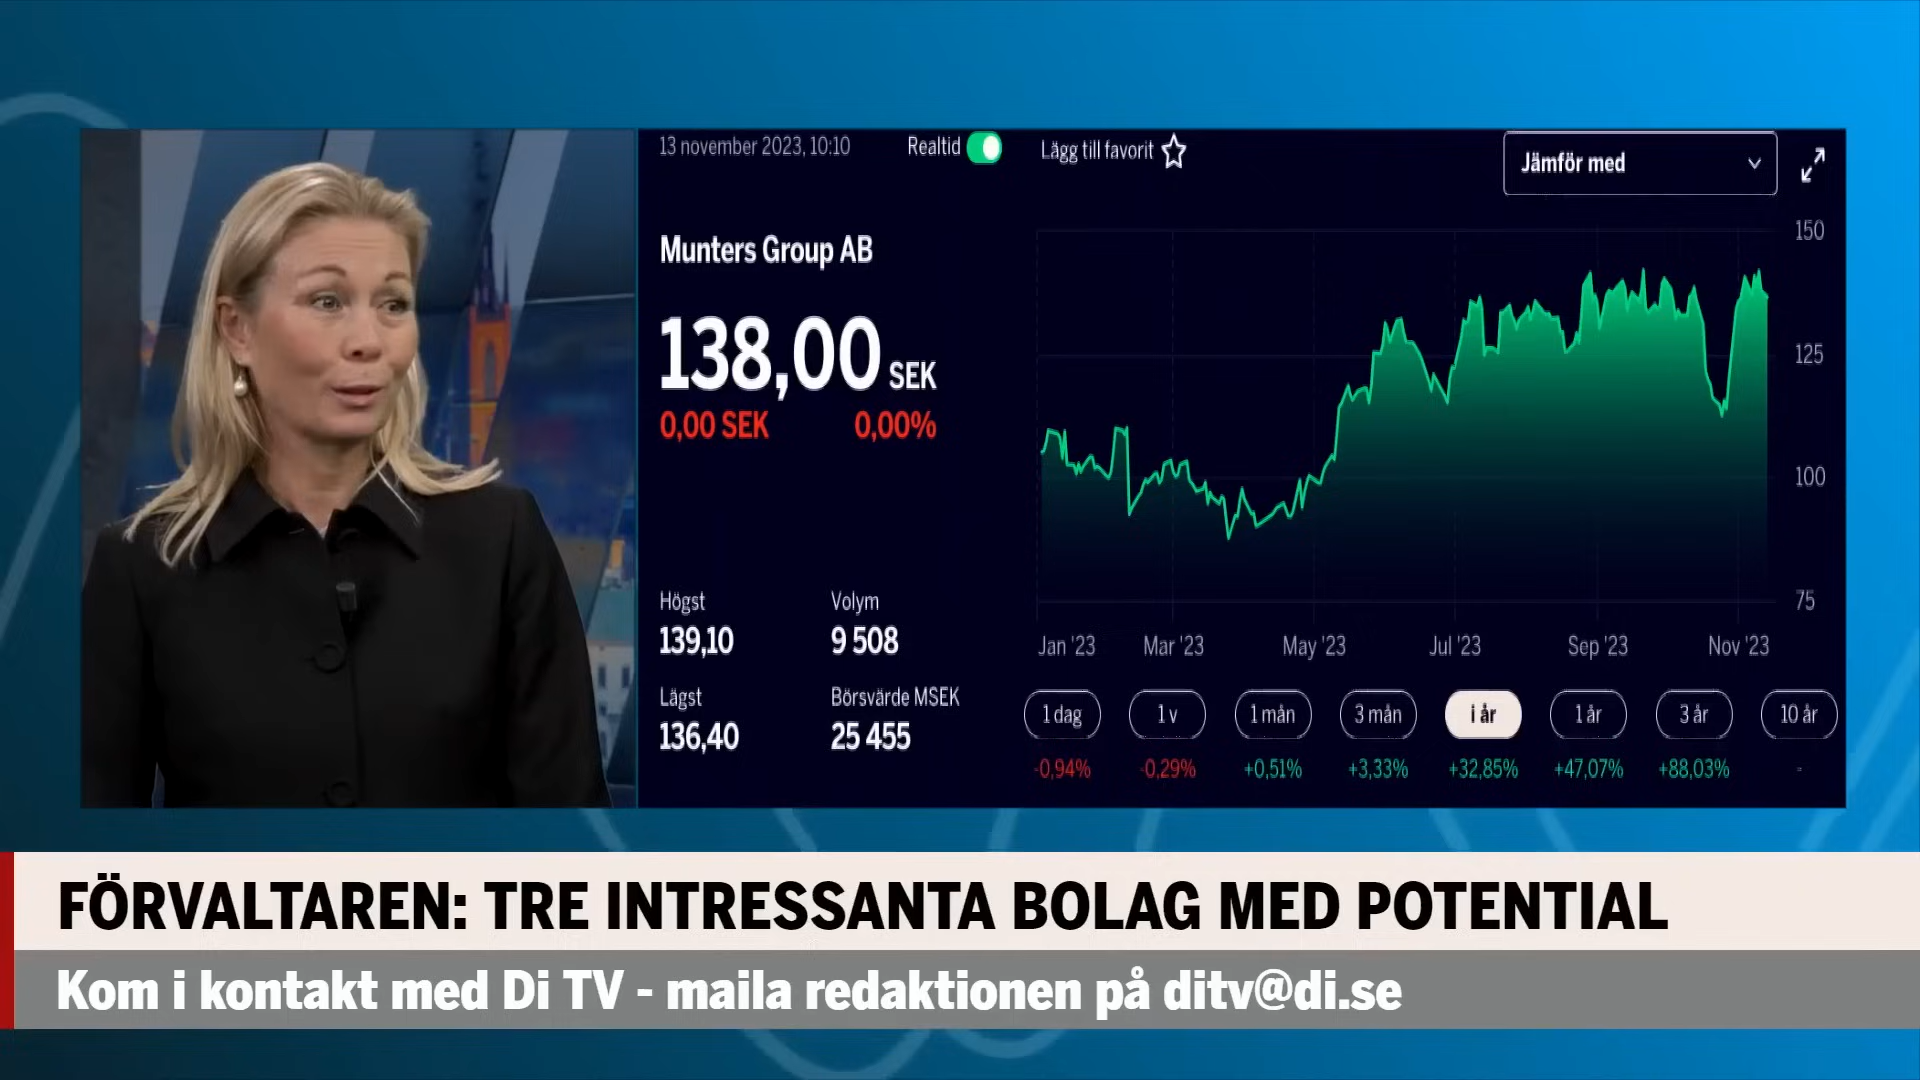 13 november 2023, 10:10
Realtid
Lägg till favorit
Jämför med
Munters Group AB
138,00 SEK
0,00 SEK 0,00%
Högst Volym
139,10 9 508
Lägst Börsvärde MSEK
136,40 25 455
150
125
100
75
Jan '23 Mar '23 May '23 Jul '23 Sep '23 Nov '23
1 dag 1 v 1 mån 3 mån i år 1 år 3 år 10 år
-0,94% -0,29% +0,51% +3,33% +32,85% +47,07% +88,03% -
FÖRVALTAREN: TRE INTRESSANTA BOLAG MED POTENTIAL
Kom i kontakt med Di TV - maila redaktionen på ditv@di.se